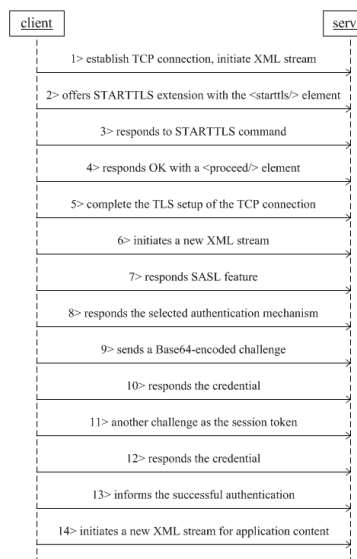 client
serv
1> establish TCP connection, initiate XML stream
2> offers STARTTLS extension with the <starttls/> element
3> responds to STARTTLS command
4> responds OK with a <proceed/> element
5> complete the TLS setup of the TCP connection
6> initiates a new XML stream
7> responds SASL feature
8> responds the selected authentication mechanism
9> sends a Base64-encoded challenge
10> responds the credential
11> another challenge as the session token
12> responds the credential
13> informs the successful authentication
14> initiates a new XML stream for application content